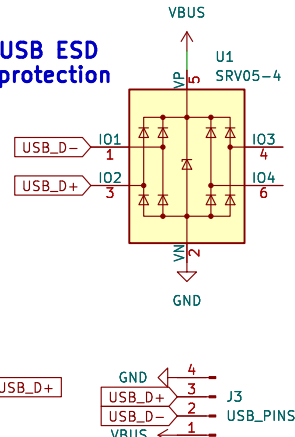 VBUS
USB ESD
protection
U1
SRV05-4
VP
5
IO1
IO3
USB_D-
1
4
IO2
IO4
USB_D+
3
6
VN
2
GND
GND
4
USB_D+
USB_D+
3
J3
USB_D-
2
USB_PINS
VBUS
1